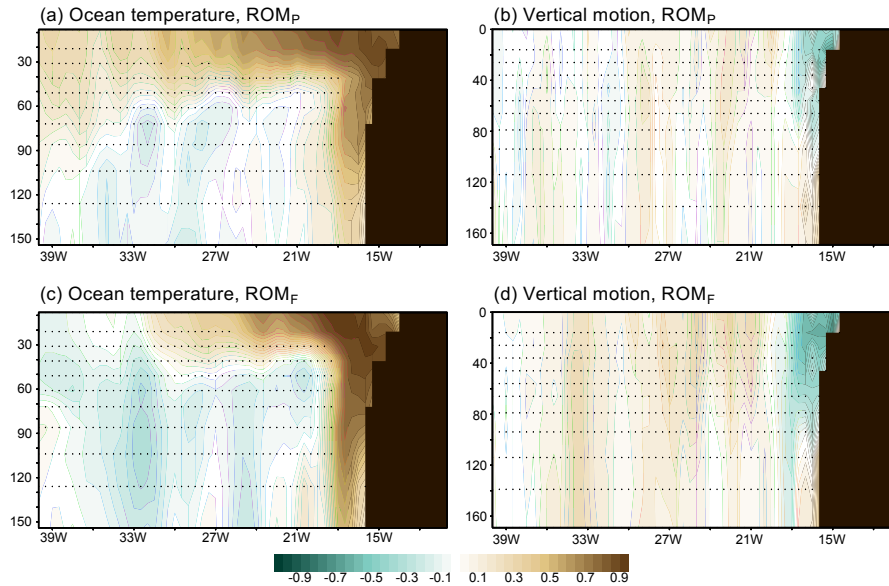 (a) Ocean temperature, ROMP
(b) Vertical motion, ROMP
30
60
90
120
150
39W 33W 27W 21W 15W
0
40
80
120
160
39W 33W 27W 21W 15W
(c) Ocean temperature, ROMF
(d) Vertical motion, ROMF
30
60
90
120
150
39W 33W 27W 21W 15W
0
40
80
120
160
39W 33W 27W 21W 15W
-0.9 -0.7 -0.5 -0.3 -0.1 0.1 0.3 0.5 0.7 0.9